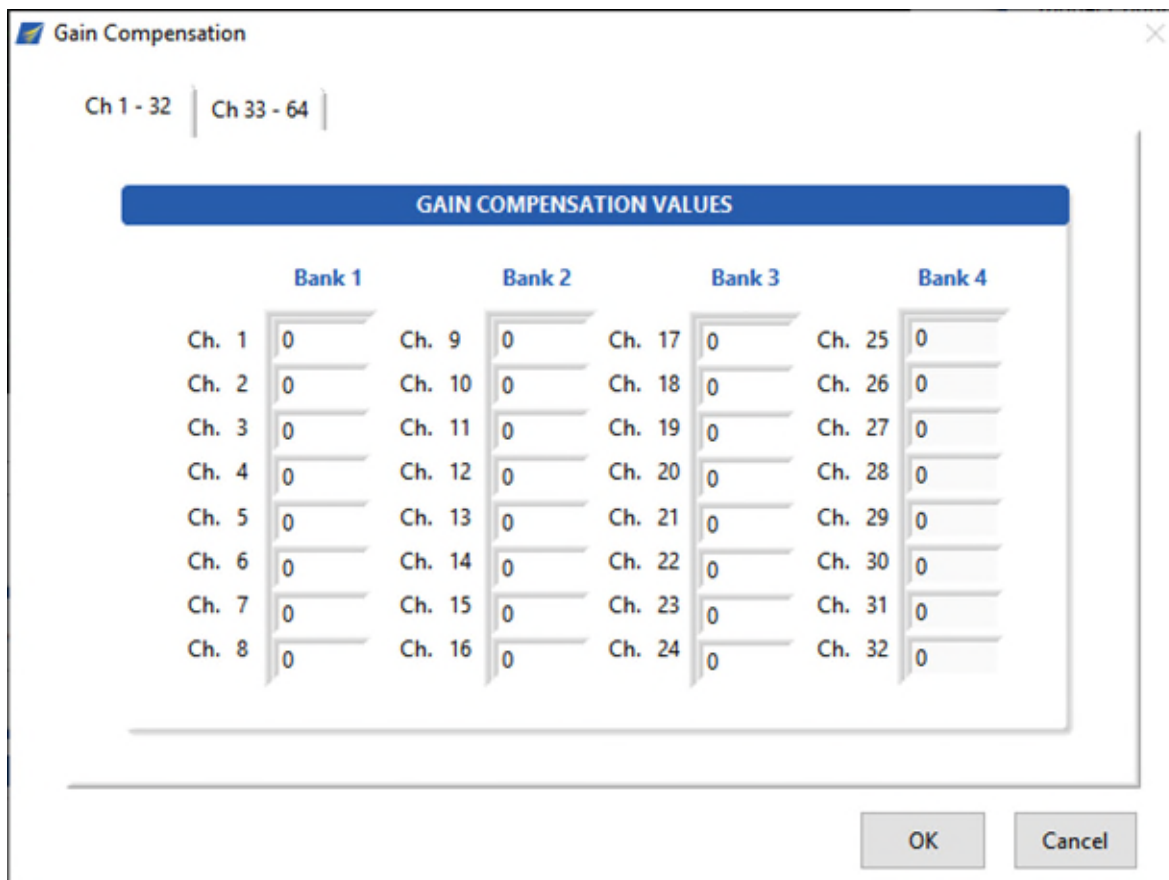 Gain Compensation
Ch 1 - 32 Ch 33 - 64
GAIN COMPENSATION VALUES
Bank 1 Bank 2 Bank 3 Bank 4
Ch. 1 0 Ch. 9 0 Ch. 17 0 Ch. 25 0
Ch. 2 0 Ch. 10 0 Ch. 18 0 Ch. 26 0
Ch. 3 0 Ch. 11 0 Ch. 19 0 Ch. 27 0
Ch. 4 0 Ch. 12 0 Ch. 20 0 Ch. 28 0
Ch. 5 0 Ch. 13 0 Ch. 21 0 Ch. 29 0
Ch. 6 0 Ch. 14 0 Ch. 22 0 Ch. 30 0
Ch. 7 0 Ch. 15 0 Ch. 23 0 Ch. 31 0
Ch. 8 0 Ch. 16 0 Ch. 24 0 Ch. 32 0
OK Cancel